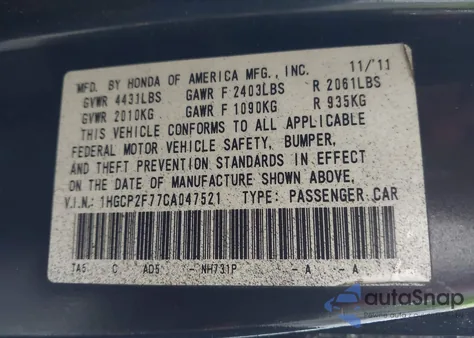 MFD. BY HONDA OF AMERICA MFG., INC. 11/'11
GVWR 4431LBS GAWR F 2403LBS R 2061LBS
GVWR 2010KG GAWR F 1090KG R 935KG
THIS VEHICLE CONFORMS TO ALL APPLICABLE
FEDERAL MOTOR VEHICLE SAFETY, BUMPER,
AND THEFT PREVENTION STANDARDS IN EFFECT
ON THE DATE OF MANUFACTURE SHOWN ABOVE.
V.I.N.: 1HGCP2F77CA047521 TYPE: PASSENGER CAR
TA5 C AD5 - NH731P - A - A
autoSnap